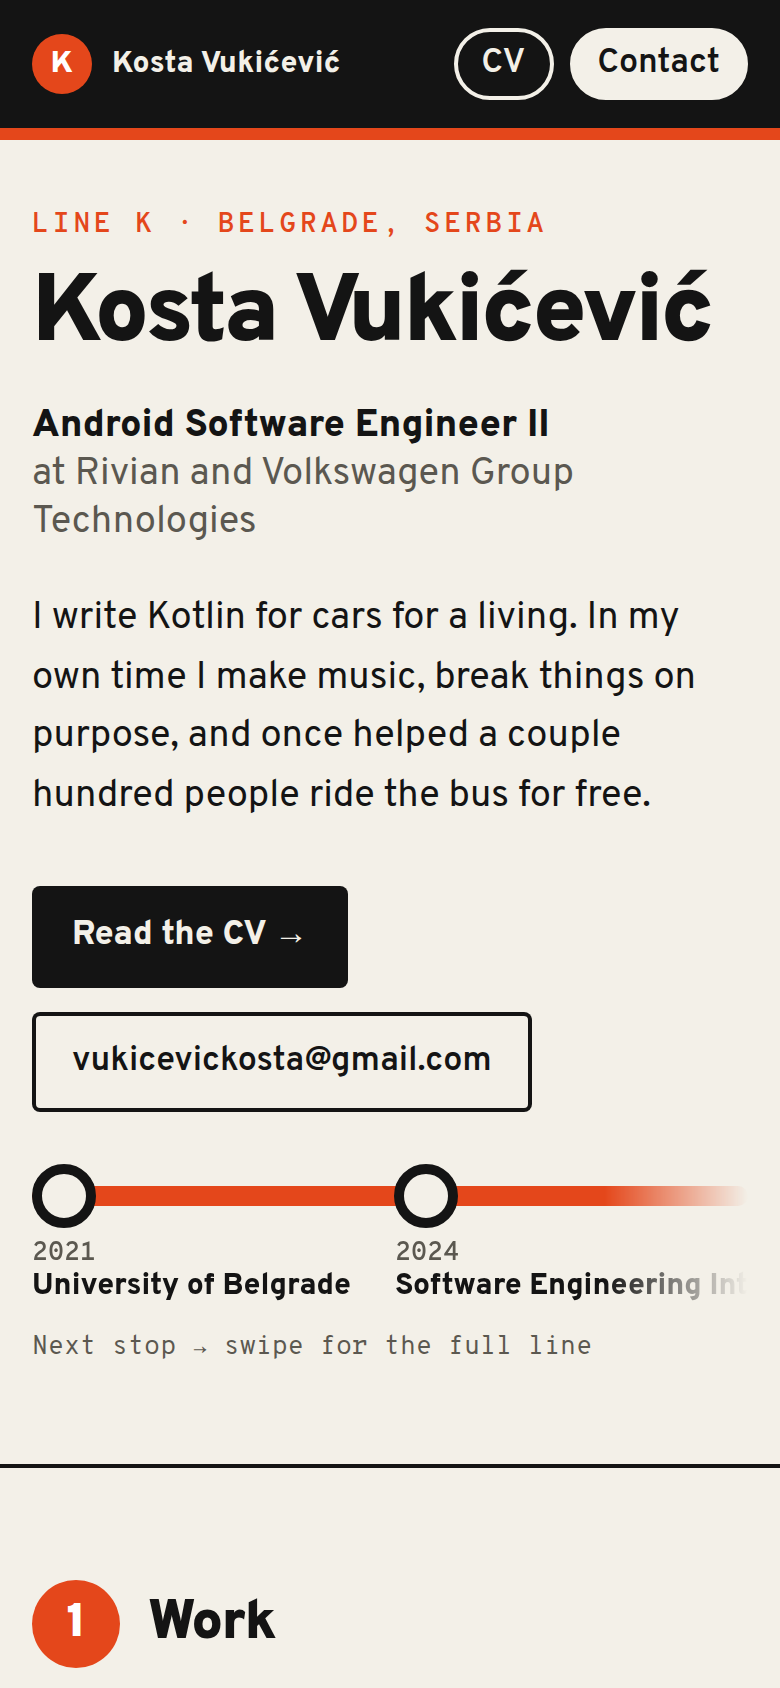 K Kosta Vukićević CV Contact
LINE K · BELGRADE, SERBIA
Kosta Vukićević
Android Software Engineer II
at Rivian and Volkswagen Group
Technologies
I write Kotlin for cars for a living. In my
own time I make music, break things on
purpose, and once helped a couple
hundred people ride the bus for free.
Read the CV →
vukicevickosta@gmail.com
2021 2024
University of Belgrade Software Engineering Int
Next stop → swipe for the full line
1 Work